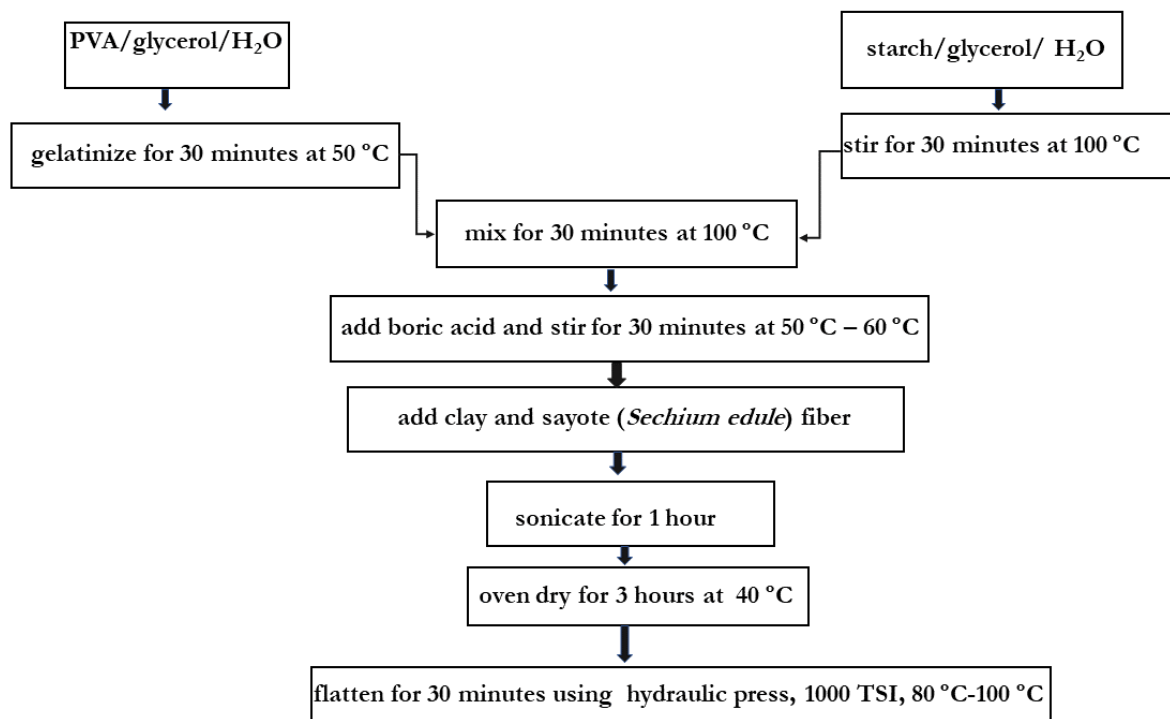 PVA/glycerol/H₂O
starch/glycerol/ H₂O
gelatinize for 30 minutes at 50 °C
stir for 30 minutes at 100 °C
mix for 30 minutes at 100 °C
add boric acid and stir for 30 minutes at 50 °C – 60 °C
add clay and sayote (Sechium edule) fiber
sonicate for 1 hour
oven dry for 3 hours at 40 °C
flatten for 30 minutes using hydraulic press, 1000 TSI, 80 °C-100 °C